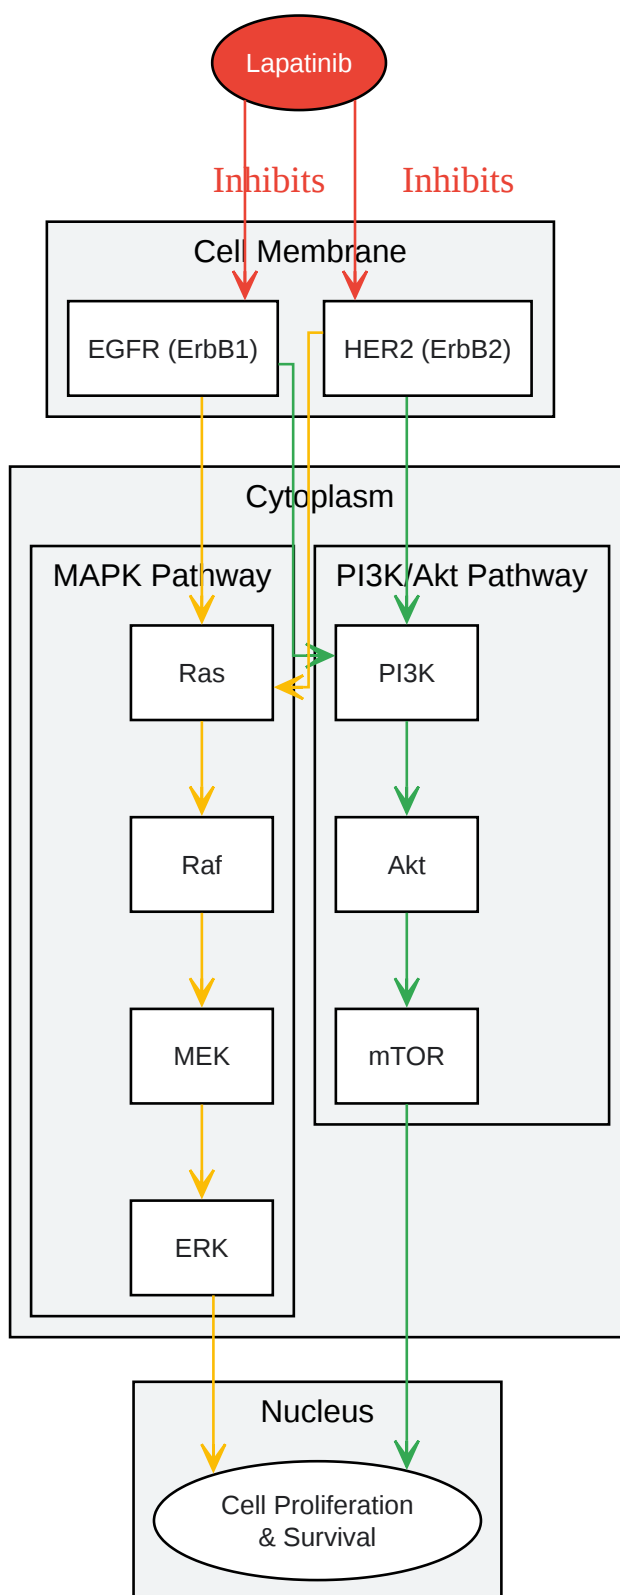 Lapatinib
Inhibits
Inhibits
Cell Membrane
EGFR (ErbB1)
HER2 (ErbB2)
Cytoplasm
MAPK Pathway
PI3K/Akt Pathway
Ras
PI3K
Raf
Akt
MEK
mTOR
ERK
Nucleus
Cell Proliferation
& Survival